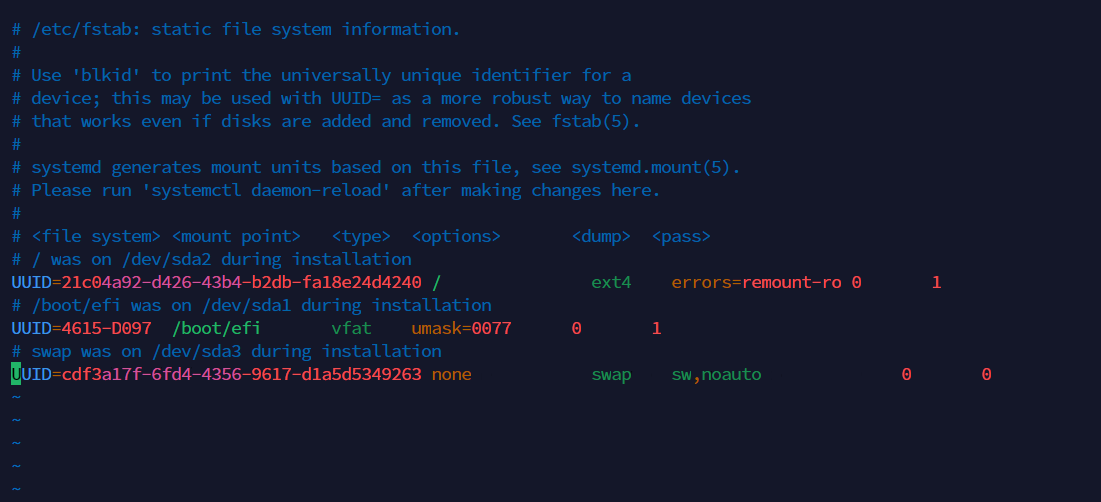 # /etc/fstab: static file system information.
#
# Use 'blkid' to print the universally unique identifier for a
# device; this may be used with UUID= as a more robust way to name devices
# that works even if disks are added and removed. See fstab(5).
#
# systemd generates mount units based on this file, see systemd.mount(5).
# Please run 'systemctl daemon-reload' after making changes here.
#
# <file system> <mount point>   <type>  <options>       <dump>  <pass>
# / was on /dev/sda2 during installation
UUID=21c04a92-d426-43b4-b2db-fa18e24d4240 /               ext4    errors=remount-ro 0       1
# /boot/efi was on /dev/sda1 during installation
UUID=4615-D097  /boot/efi       vfat    umask=0077      0       1
# swap was on /dev/sda3 during installation
UUID=cdf3a17f-6fd4-4356-9617-d1a5d5349263 none            swap    sw,noauto              0       0
~
~
~
~
~